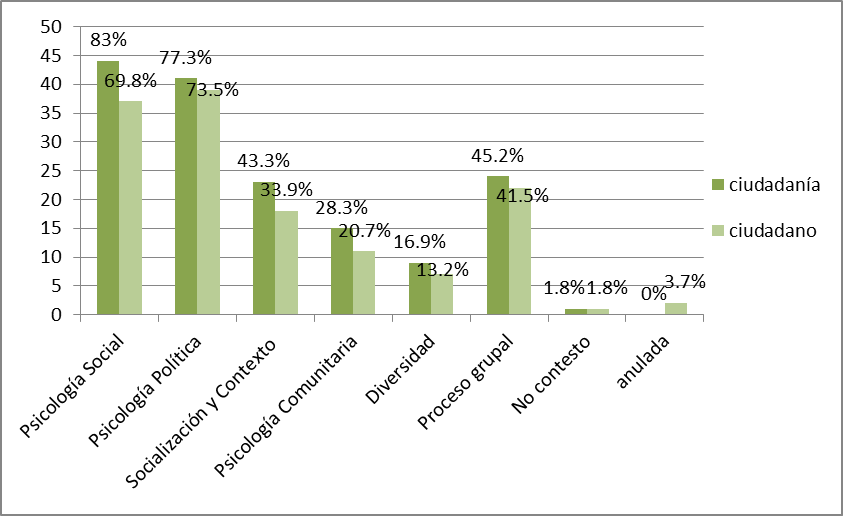 50
45
40
35
30
25
20
15
10
5
0
83%
69.8%
77.3%
73.5%
43.3%
33.9%
28.3%
20.7%
16.9%
13.2%
45.2%
41.5%
1.8%
1.8%
0%
3.7%
Psicología Social
Psicología Política
Socialización y Contexto
Psicología Comunitaria
Diversidad
Proceso grupal
No contesto
anulada
ciudadanía
ciudadano